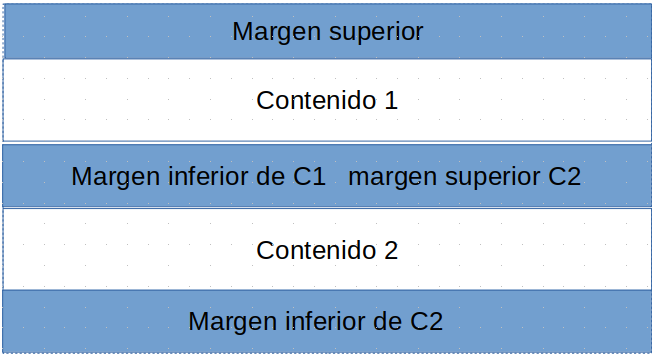 Margen superior
Contenido 1
Margen inferior de C1 margen superior C2
Contenido 2
Margen inferior de C2